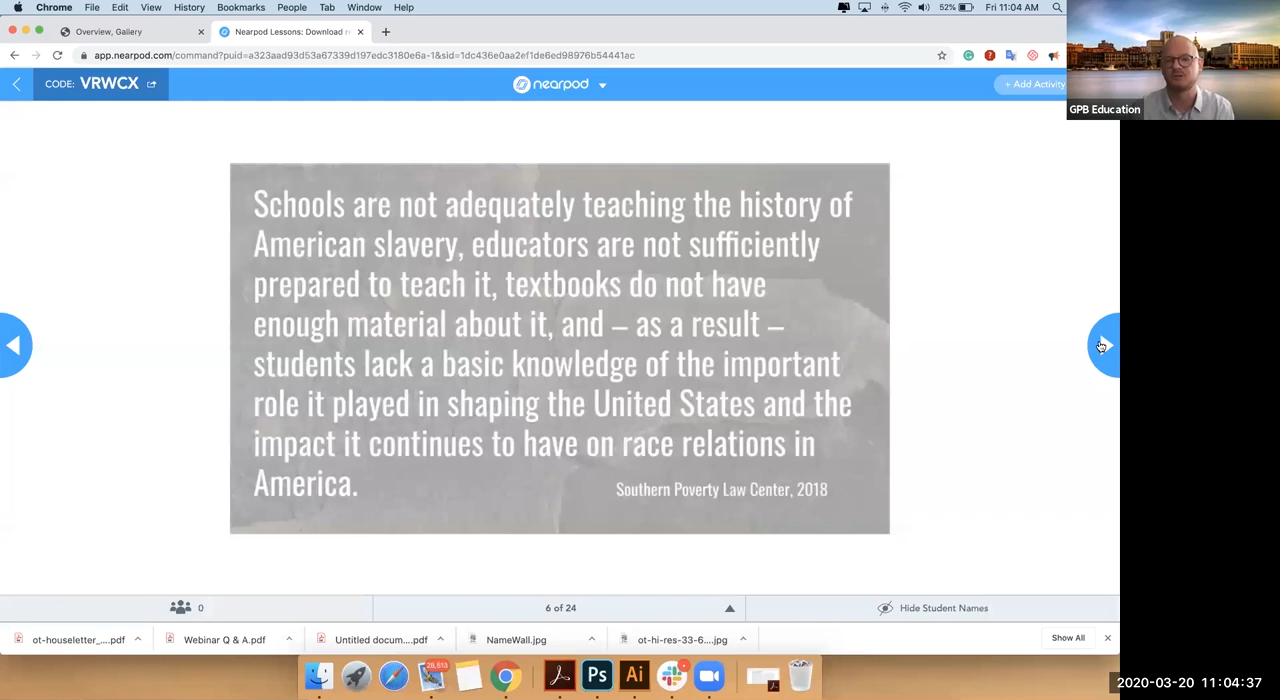 Chrome File Edit View History Bookmarks People Tab Window Help
52% Fri 11:04 AM
Overview, Gallery
Nearpod Lessons: Download r
app.nearpod.com/command?puid=a323aad93d53a67339d197edc3180e6a-1&sid=1dc436e0aa2ef1de6ed98976b54441ac
CODE: VRWCX
nearpod
+ Add Activity
GPB Education
Schools are not adequately teaching the history of
American slavery, educators are not sufficiently
prepared to teach it, textbooks do not have
enough material about it, and – as a result –
students lack a basic knowledge of the important
role it played in shaping the United States and the
impact it continues to have on race relations in
America.
Southern Poverty Law Center, 2018
0
6 of 24
Hide Student Names
ot-houseletter_....pdf
Webinar Q & A.pdf
Untitled docum....pdf
NameWall.jpg
ot-hi-res-33-6....jpg
Show All
28,513
Ps
Ai
2020-03-20 11:04:37